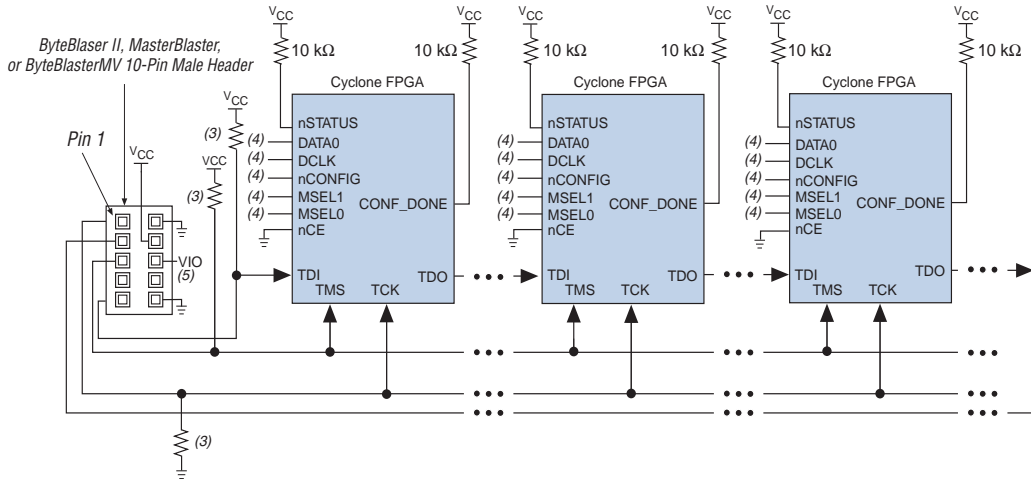 VCC
VCC
VCC
VCC
VCC
VCC
10 kΩ
10 kΩ
10 kΩ
10 kΩ
10 kΩ
10 kΩ
ByteBlaser II, MasterBlaster,
or ByteBlasterMV 10-Pin Male Header
Pin 1
VCC
VCC
(3)
VCC
(3)
VIO
(5)
(3)
Cyclone FPGA
nSTATUS
(4) DATA0
(4) DCLK
(4) nCONFIG
(4) MSEL1
(4) MSEL0
CONF_DONE
nCE
TDI
TDO
TMS
TCK
Cyclone FPGA
nSTATUS
(4) DATA0
(4) DCLK
(4) nCONFIG
(4) MSEL1
(4) MSEL0
CONF_DONE
nCE
TDI
TDO
TMS
TCK
Cyclone FPGA
nSTATUS
(4) DATA0
(4) DCLK
(4) nCONFIG
(4) MSEL1
(4) MSEL0
CONF_DONE
nCE
TDI
TDO
TMS
TCK